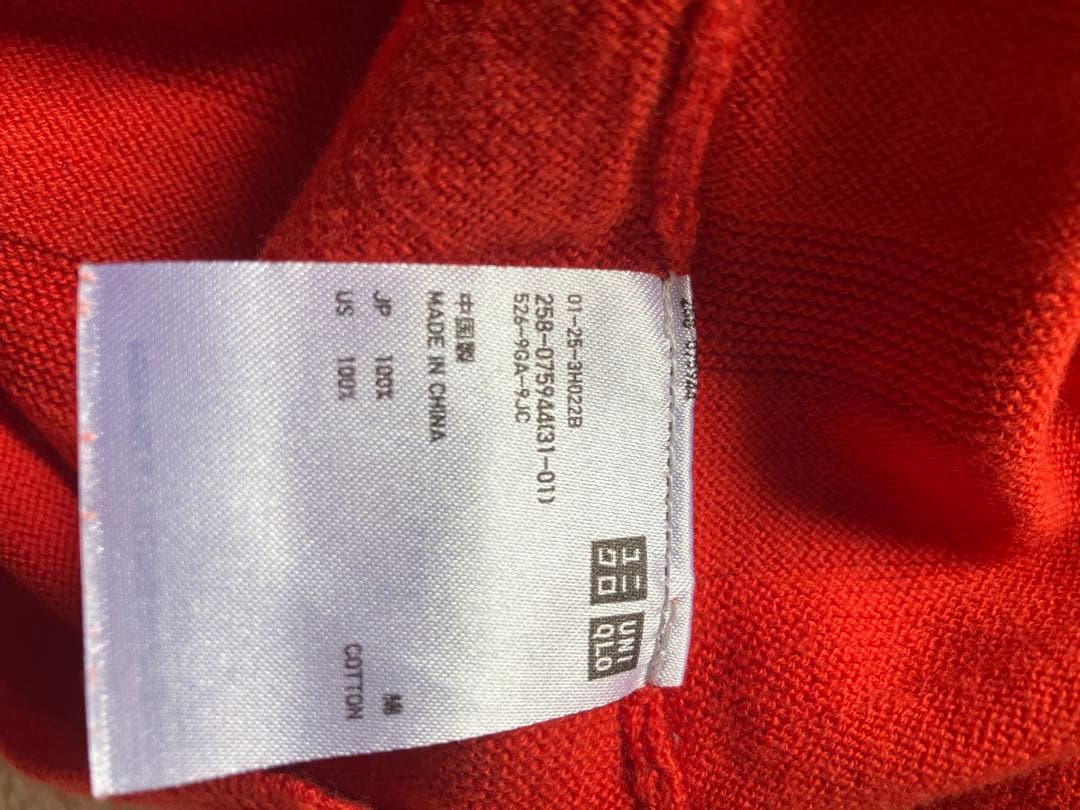 ユニ
クロ
UNI
QLO
01-25-3H022B
258-075944(31-01)
526-9GA-9JC
中国製
MADE IN CHINA
JP 100% 綿
US 100% COTTON